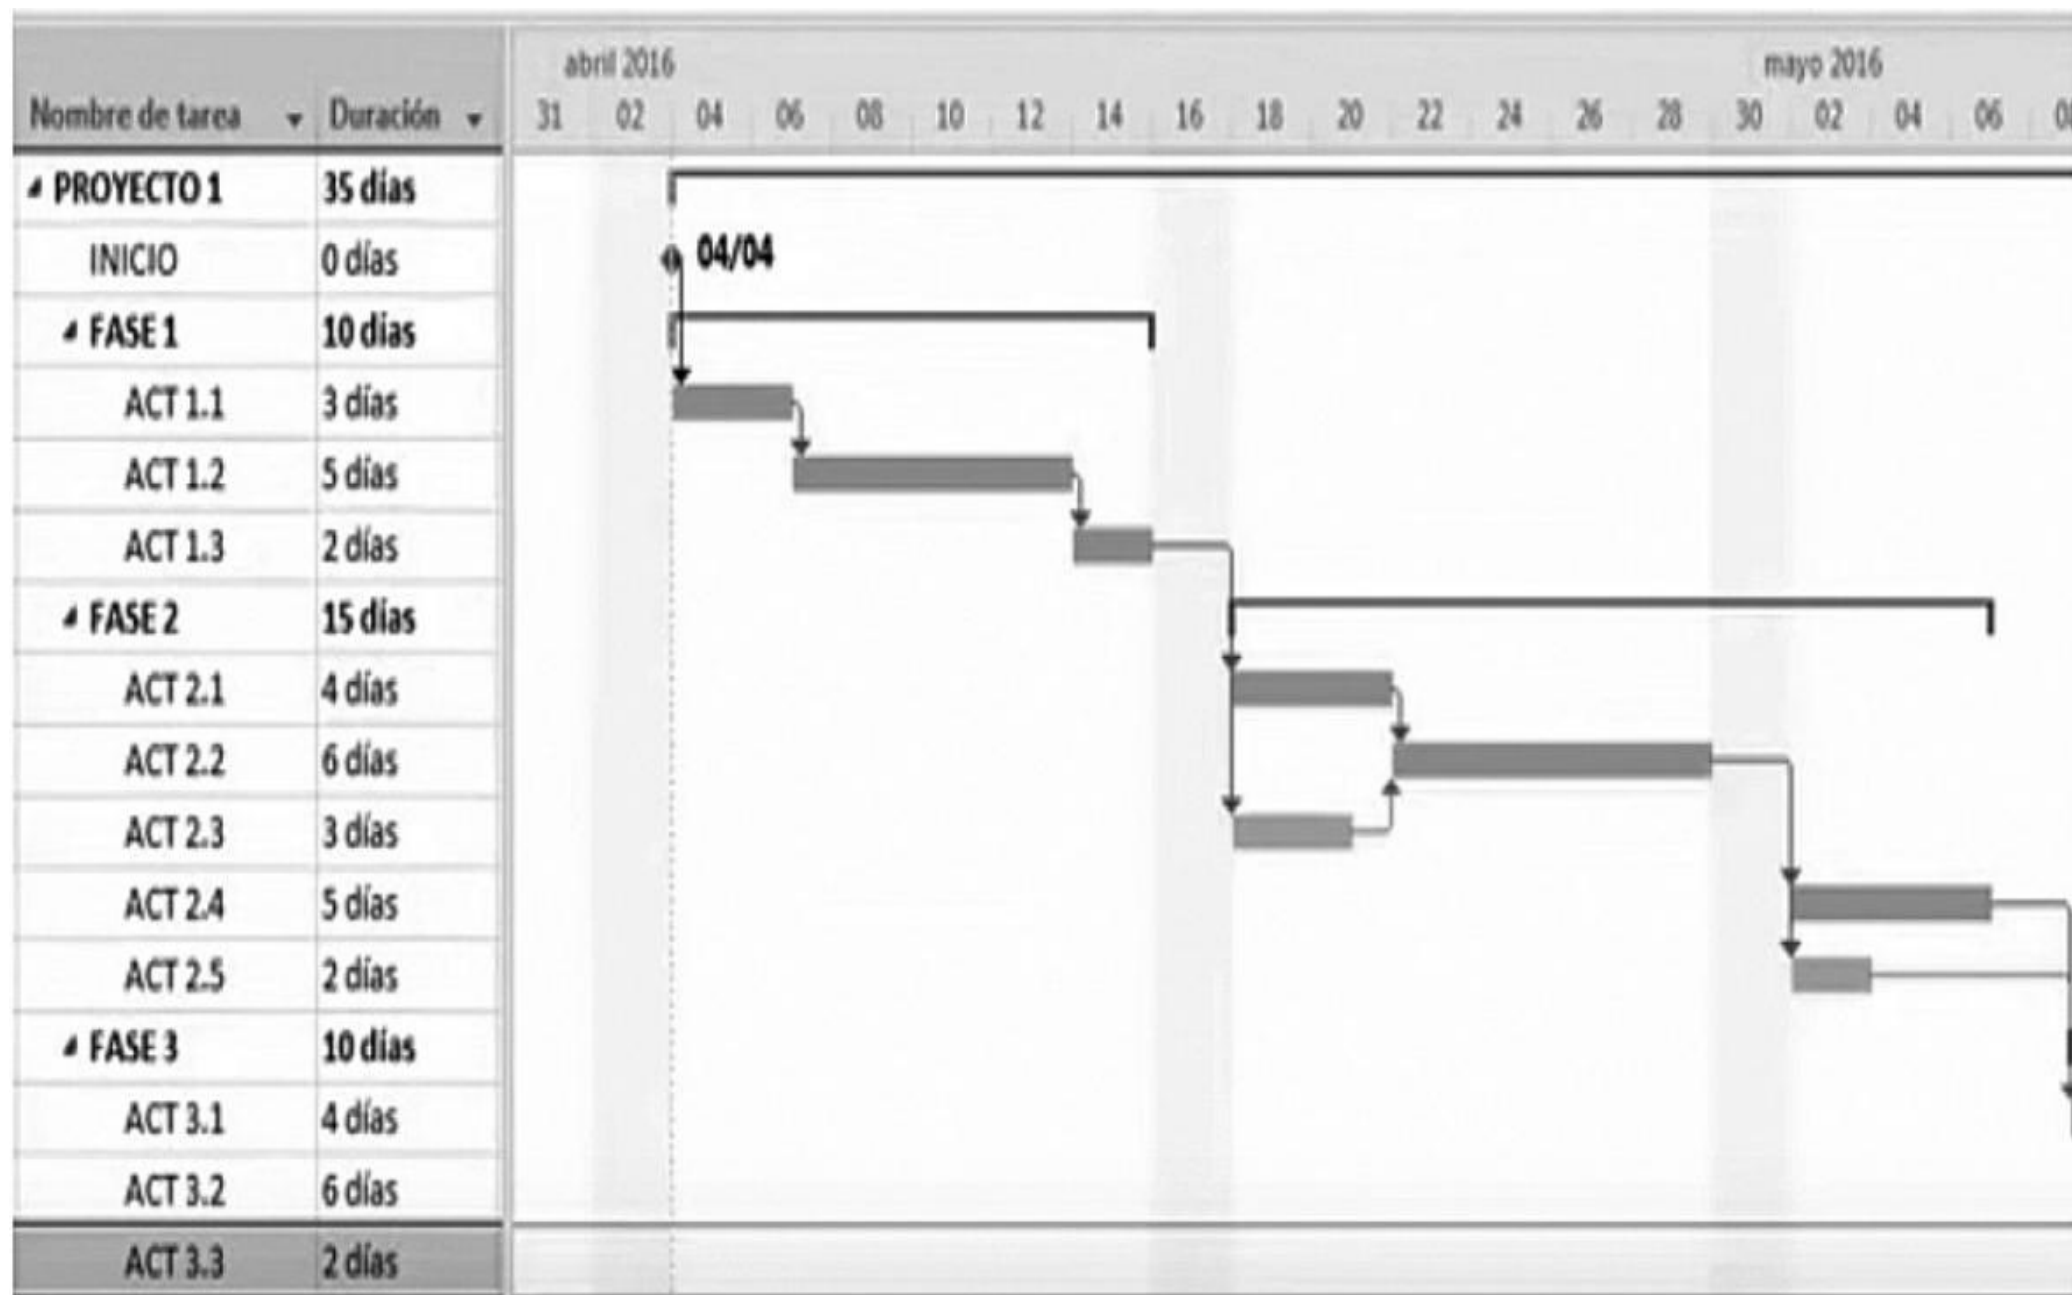 abril 2016 mayo 2016
Nombre de tarea Duración 31 02 04 06 08 10 12 14 16 18 20 22 24 26 28 30 02 04 06
PROYECTO 1 35 días
INICIO 0 días 04/04
FASE 1 10 días
ACT 1.1 3 días
ACT 1.2 5 días
ACT 1.3 2 días
FASE 2 15 días
ACT 2.1 4 días
ACT 2.2 6 días
ACT 2.3 3 días
ACT 2.4 5 días
ACT 2.5 2 días
FASE 3 10 días
ACT 3.1 4 días
ACT 3.2 6 días
ACT 3.3 2 días